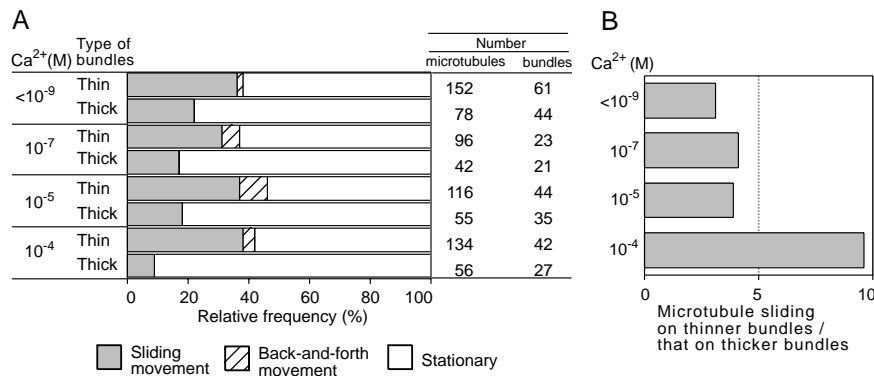 A
Ca2+(M)
Type of
bundles
Number
microtubules bundles
<10-9 Thin 152 61
Thick 78 44
10-7 Thin 96 23
Thick 42 21
10-5 Thin 116 44
Thick 55 35
10-4 Thin 134 42
Thick 56 27
0 20 40 60 80 100
Relative frequency (%)
Sliding
movement
Back-and-forth
movement
Stationary
B
Ca2+ (M)
<10-9
10-7
10-5
10-4
0 5 10
Microtubule sliding
on thinner bundles /
that on thicker bundles